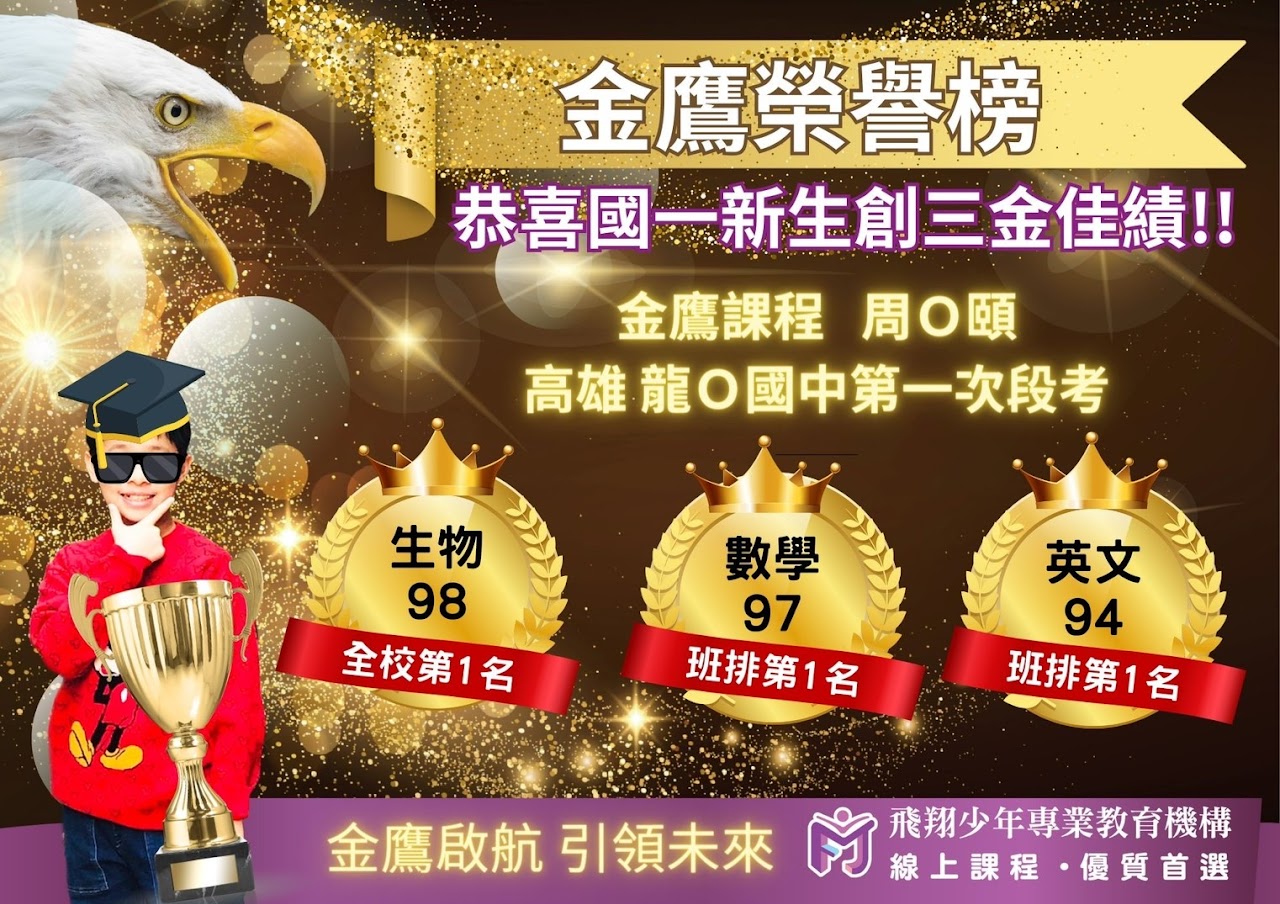 金鷹榮譽榜
恭喜國一新生創三金佳績!!
金鷹課程 周O頤
高雄 龍O國中第一次段考
生物
98
全校第1名
數學
97
班排第1名
英文
94
班排第1名
金鷹啟航 引領未來
飛翔少年專業教育機構
線上課程・優質首選